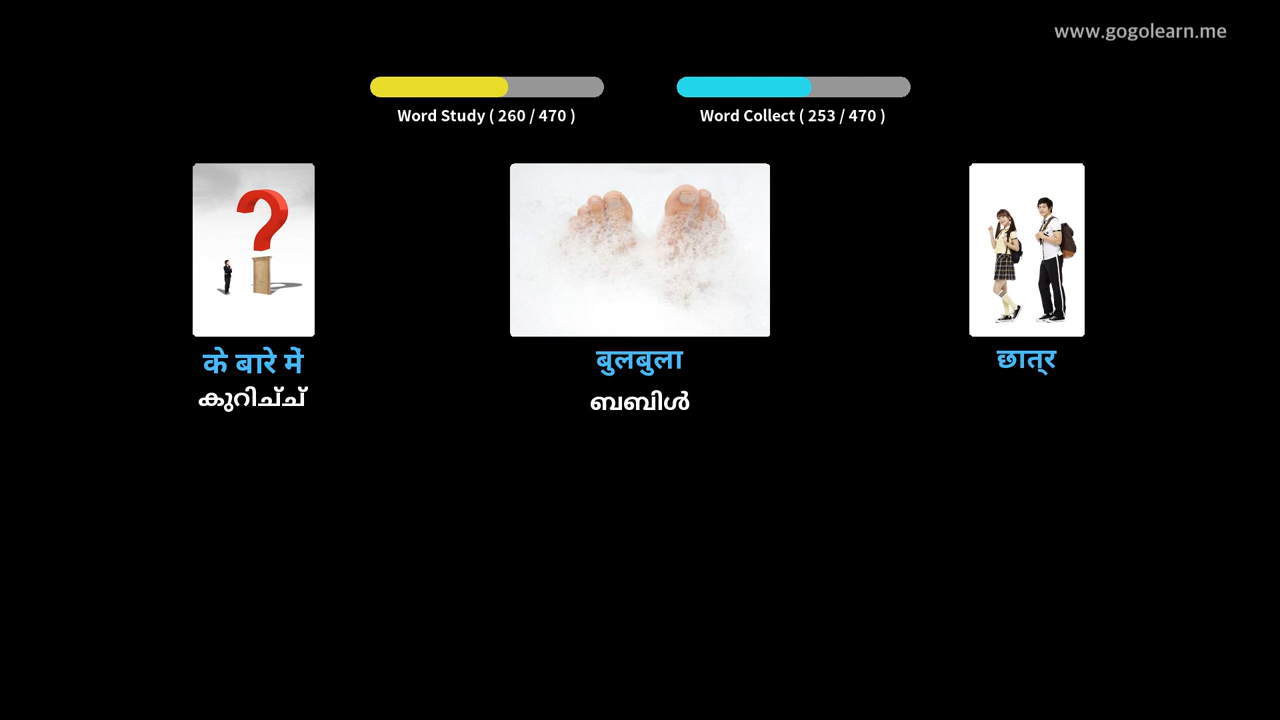 www.gogolearn.me
Word Study ( 260 / 470 )
Word Collect ( 253 / 470 )
के बारे में
कुറിച്ച്
बुलबुला
ബബിൾ
छात्र